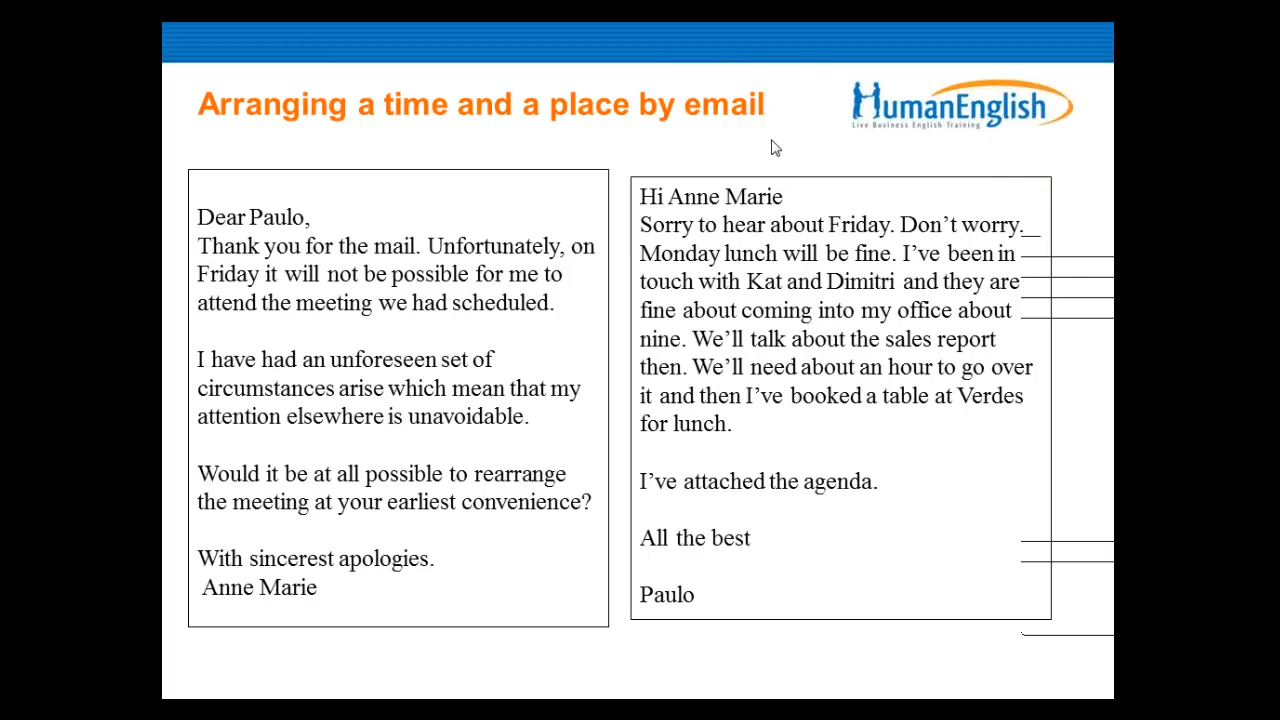 Arranging a time and a place by email
HumanEnglish
Live Business English Training
Dear Paulo,
Thank you for the mail. Unfortunately, on
Friday it will not be possible for me to
attend the meeting we had scheduled.
I have had an unforeseen set of
circumstances arise which mean that my
attention elsewhere is unavoidable.
Would it be at all possible to rearrange
the meeting at your earliest convenience?
With sincerest apologies.
Anne Marie
Hi Anne Marie
Sorry to hear about Friday. Don’t worry.
Monday lunch will be fine. I’ve been in
touch with Kat and Dimitri and they are
fine about coming into my office about
nine. We’ll talk about the sales report
then. We’ll need about an hour to go over
it and then I’ve booked a table at Verdes
for lunch.
I’ve attached the agenda.
All the best
Paulo